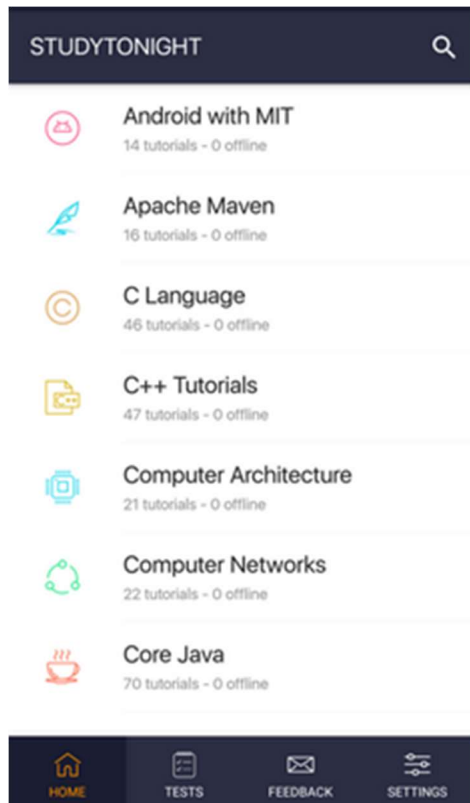 STUDYTONIGHT
Android with MIT
14 tutorials - 0 offline
Apache Maven
16 tutorials - 0 offline
C Language
46 tutorials - 0 offline
C++ Tutorials
47 tutorials - 0 offline
Computer Architecture
21 tutorials - 0 offline
Computer Networks
22 tutorials - 0 offline
Core Java
70 tutorials - 0 offline
HOME TESTS FEEDBACK SETTINGS